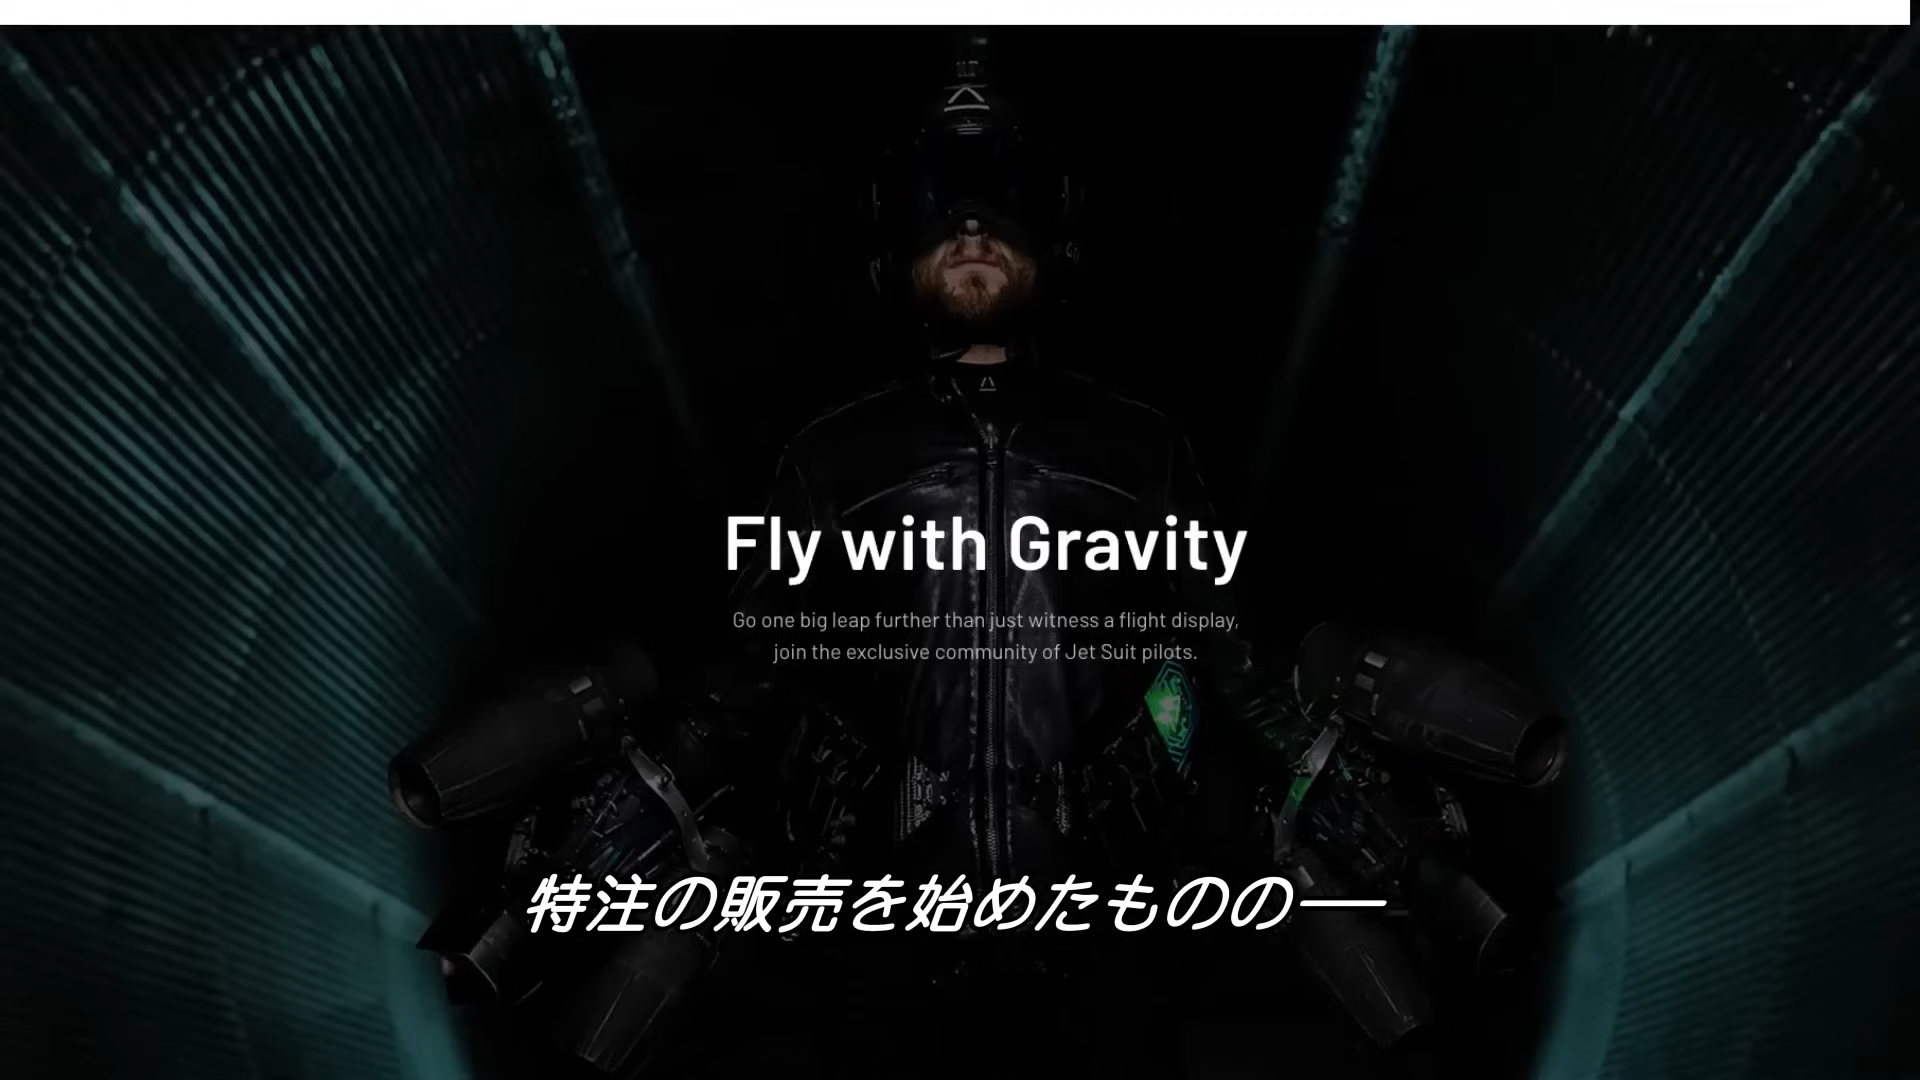 Fly with Gravity
Go one big leap further than just witness a flight display,
join the exclusive community of Jet Suit pilots.
特注の販売を始めたものの──